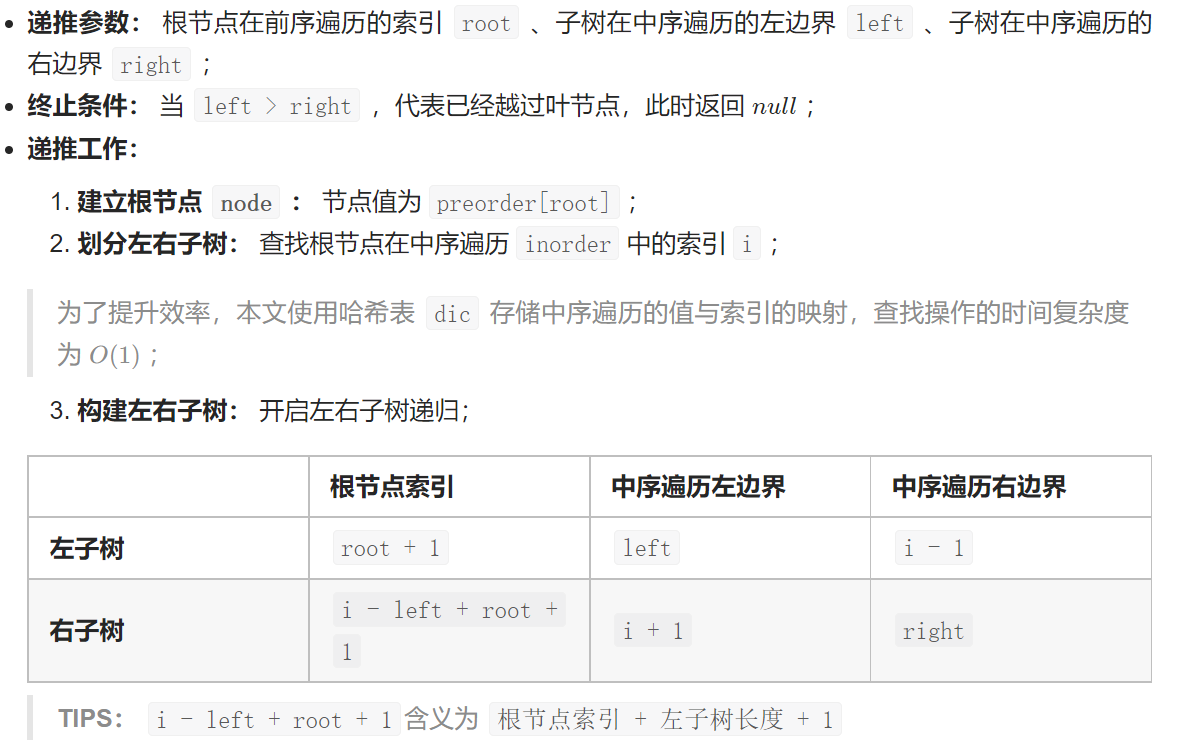 • 递推参数： 根节点在前序遍历的索引 root 、子树在中序遍历的左边界 left 、子树在中序遍历的
右边界 right ；
• 终止条件： 当 left > right ，代表已经越过叶节点，此时返回 null ；
• 递推工作：
1. 建立根节点 node ： 节点值为 preorder[root] ；
2. 划分左右子树： 查找根节点在中序遍历 inorder 中的索引 i ；
为了提升效率，本文使用哈希表 dic 存储中序遍历的值与索引的映射，查找操作的时间复杂度
为 O(1) ；
3. 构建左右子树： 开启左右子树递归；
根节点索引 中序遍历左边界 中序遍历右边界
左子树 root + 1 left i - 1
右子树 i - left + root +
1 i + 1 right
TIPS： i - left + root + 1 含义为 根节点索引 + 左子树长度 + 1